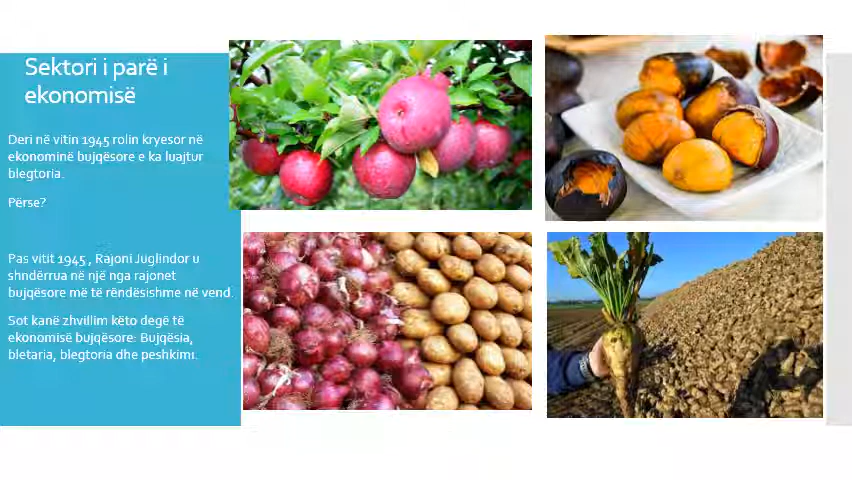 Sektori i parë i
ekonomisë
Deri në vitin 1945 rolin kryesor në
ekonominë bujqësore e ka luajtur
blegtoria.
Përse?
Pas vitit 1945 , Rajoni Juglindor u
shndërrua në një nga rajonet
bujqësore më të rëndësishme në vend.
Sot kanë zhvillim këto degë të
ekonomisë bujqësore: Bujqësia,
bletaria, blegtoria dhe peshkimi.